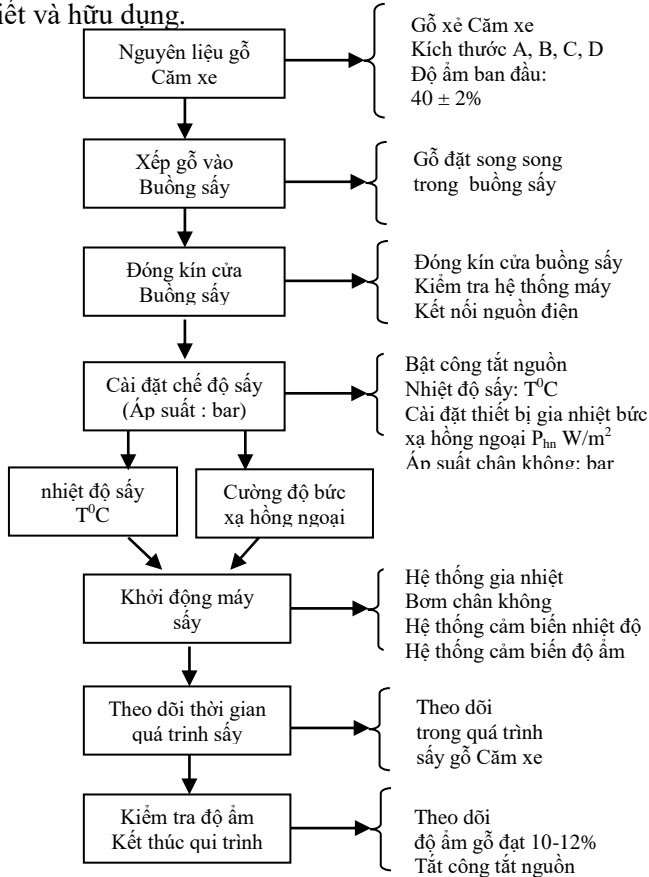 iết và hữu dụng.
Nguyên liệu gỗ
Căm xe
Gỗ xẻ Căm xe
Kích thước A, B, C, D
Độ ẩm ban đầu:
40 ± 2%
Xếp gỗ vào
Buồng sấy
Gỗ đặt song song
trong buồng sấy
Đóng kín cửa
Buồng sấy
Đóng kín cửa buồng sấy
Kiểm tra hệ thống máy
Kết nối nguồn điện
Cài đặt chế độ sấy
(Áp suất : bar)
Bật công tắt nguồn
Nhiệt độ sấy: T⁰C
Cài đặt thiết bị gia nhiệt bức
xạ hồng ngoại Phn W/m²
Áp suất chân không: bar
nhiệt độ sấy
T⁰C
Cường độ bức
xạ hồng ngoại
Khởi động máy
sấy
Hệ thống gia nhiệt
Bơm chân không
Hệ thống cảm biến nhiệt độ
Hệ thống cảm biến độ ẩm
Theo dõi thời gian
quá trinh sấy
Theo dõi
trong quá trình
sấy gỗ Căm xe
Kiểm tra độ ẩm
Kết thúc qui trình
Theo dõi
độ ẩm gỗ đạt 10-12%
Tắt công tắt nguồn